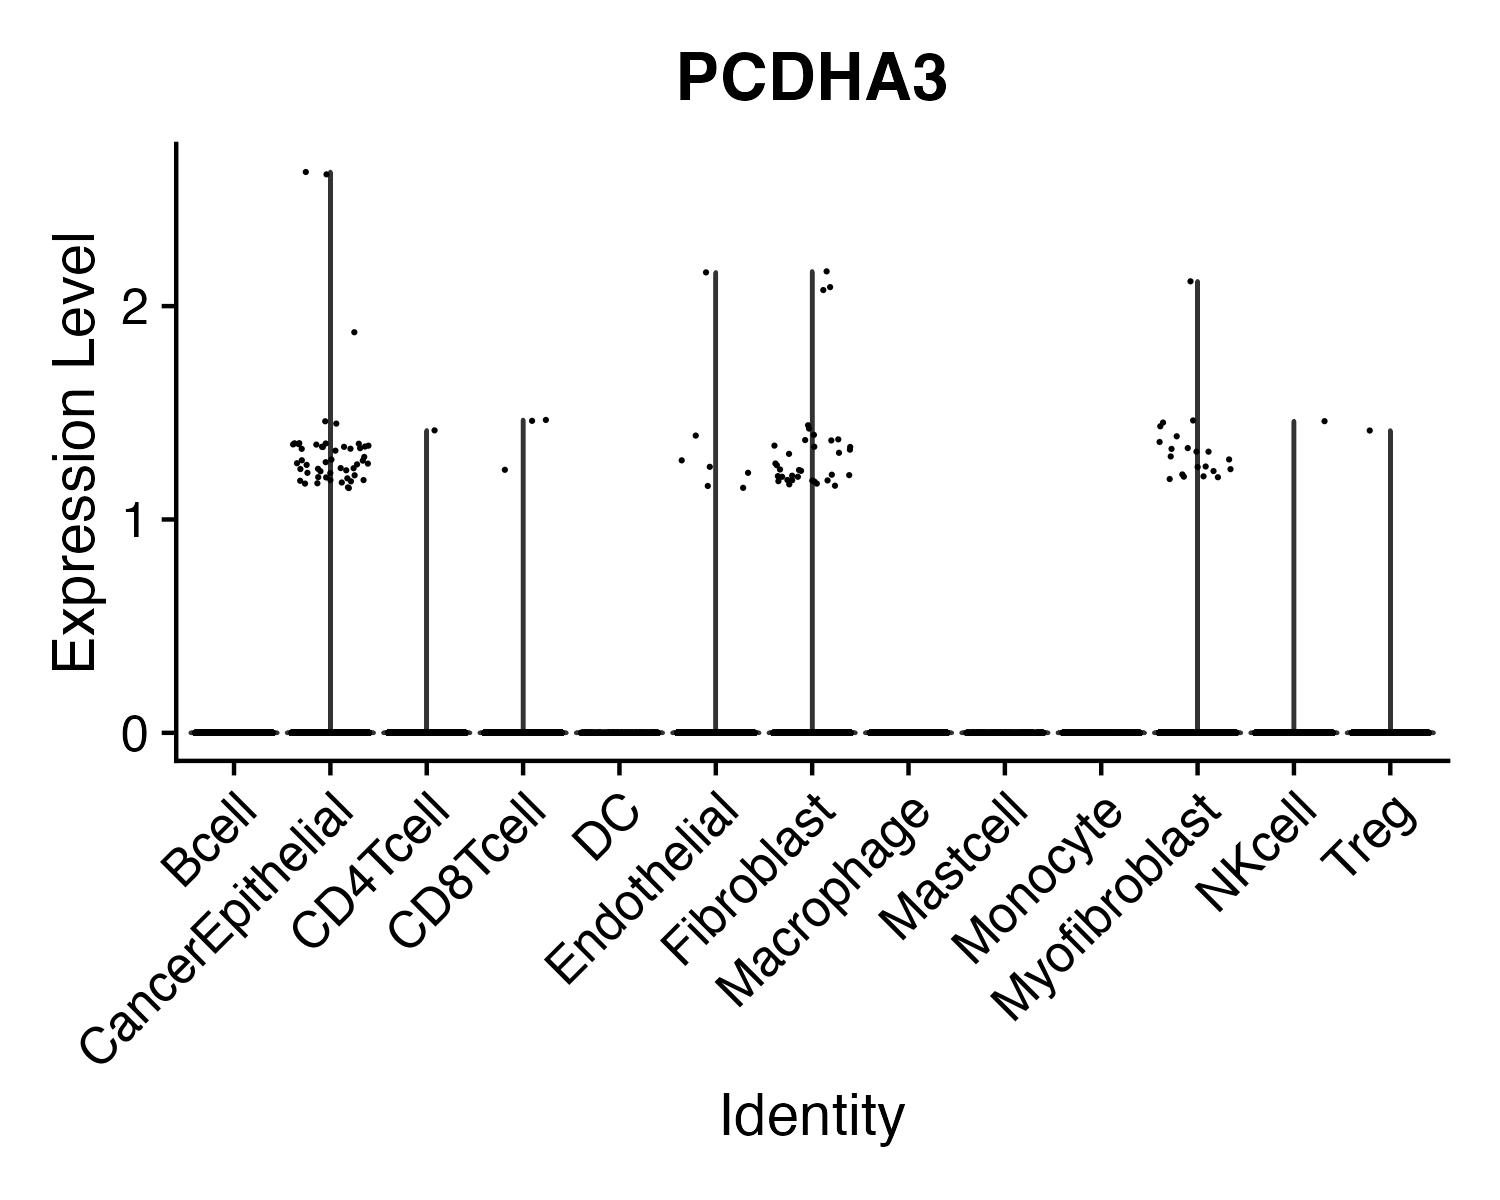 PCDHA3
Expression Level
2
1
0
Bcell
CancerEpithelial
CD4Tcell
CD8Tcell
DC
Endothelial
Fibroblast
Macrophage
Mastcell
Monocyte
Myofibroblast
NKcell
Treg
Identity